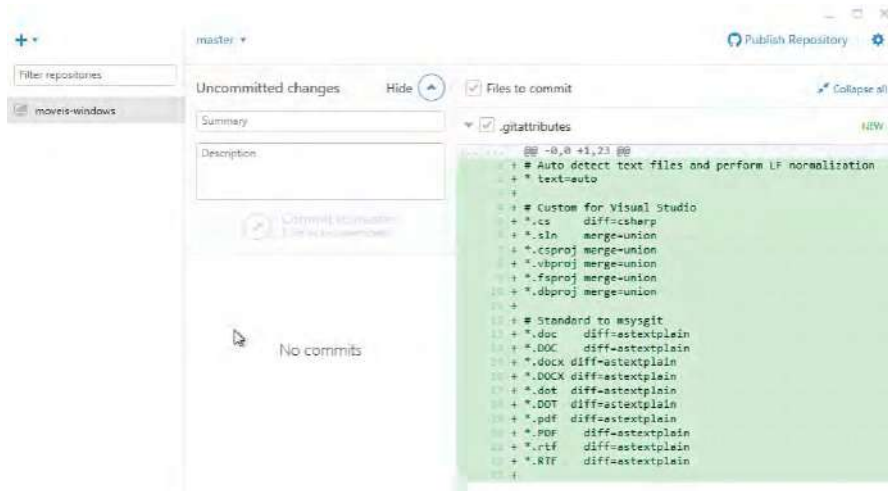 +
master
Publish Repository
Filter repositories
Uncommitted changes
Hide
Files to commit
Collapse all
moveis-windows
Summary
.gitattributes
NEW
Description
@@ -0,0 +1,23 @@
+ # Auto detect text files and perform LF normalization
+ * text=auto
+
+ # Custom for Visual Studio
+ *.cs diff=csharp
+ *.sln merge=union
+ *.csproj merge=union
+ *.vbproj merge=union
+ *.fsproj merge=union
+ *.dbproj merge=union
+
+ # Standard to msysgit
+ *.doc diff=astextplain
+ *.DOC diff=astextplain
+ *.docx diff=astextplain
+ *.DOCX diff=astextplain
+ *.dot diff=astextplain
+ *.DOT diff=astextplain
+ *.pdf diff=astextplain
+ *.PDF diff=astextplain
+ *.rtf diff=astextplain
+ *.RTF diff=astextplain
+
Commit to master
No commits